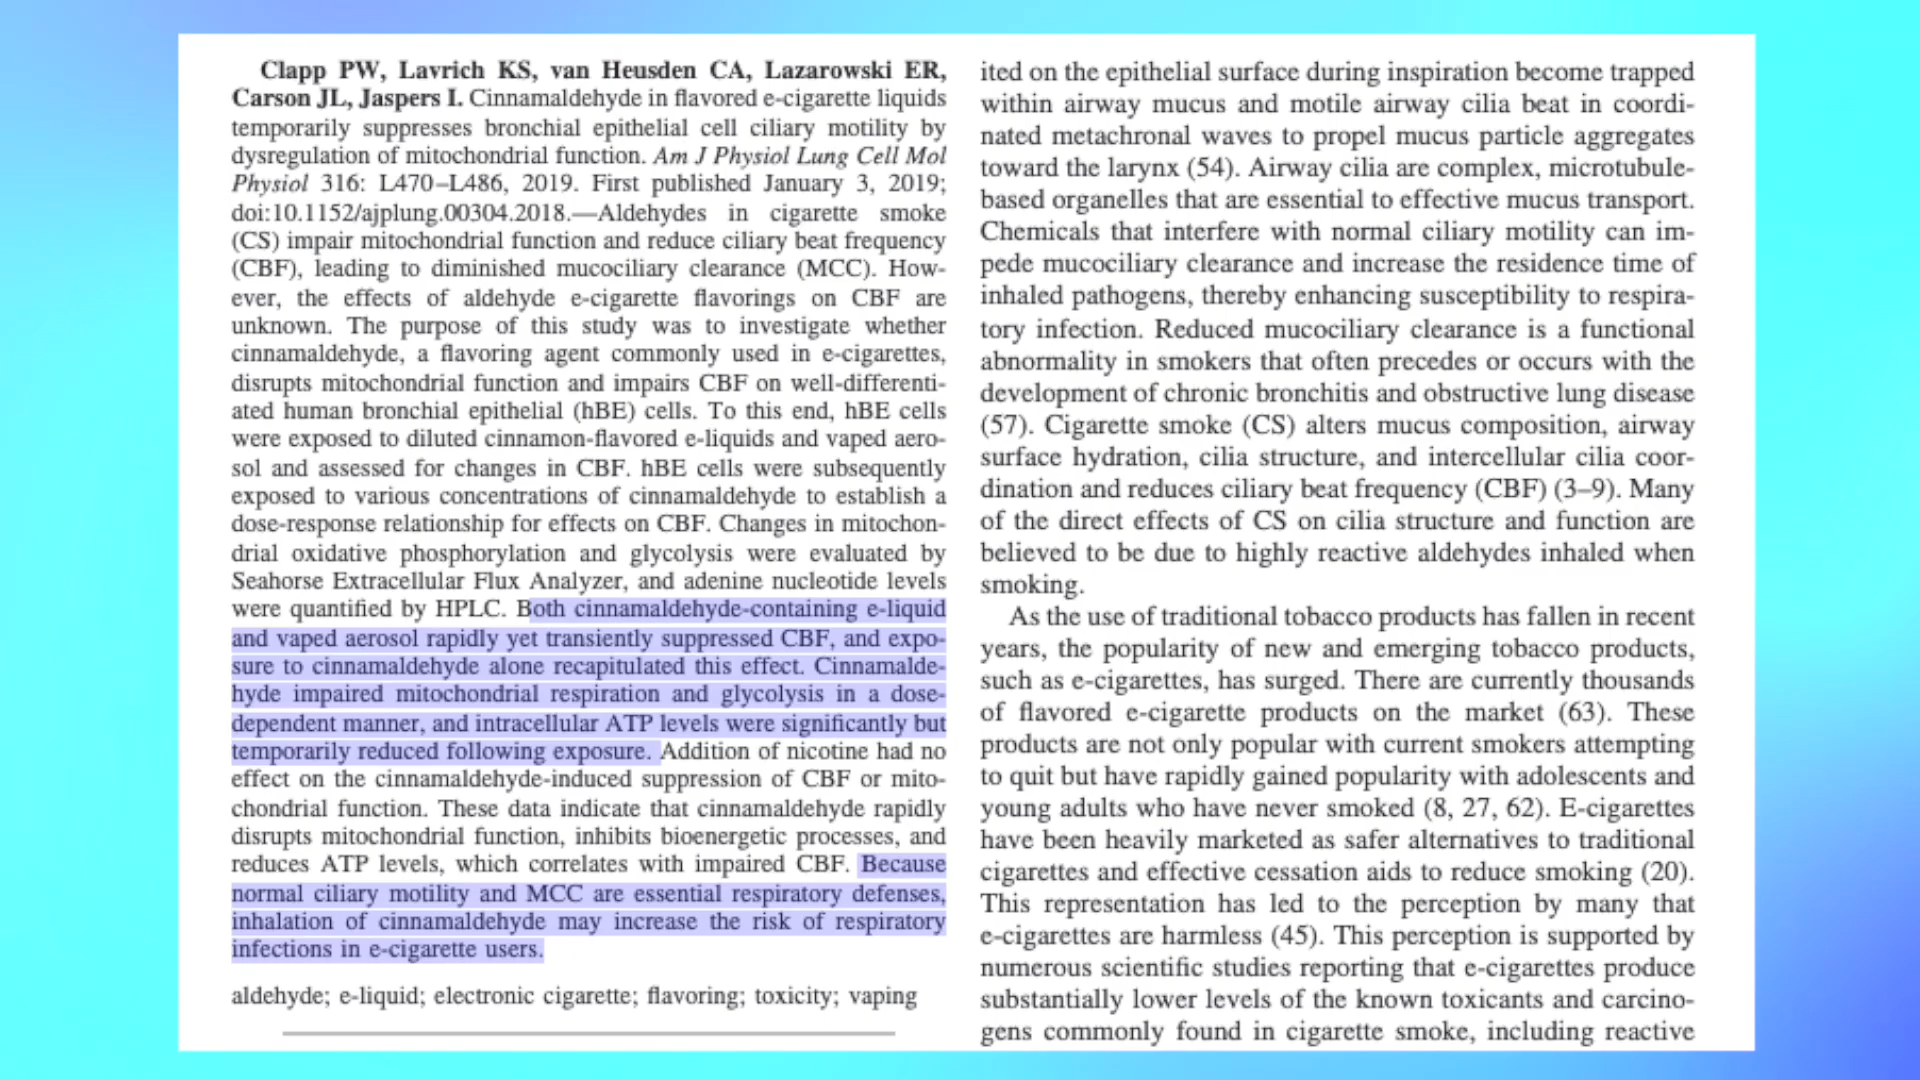 Clapp PW, Lavrich KS, van Heusden CA, Lazarowski ER,
Carson JL, Jaspers I. Cinnamaldehyde in flavored e-cigarette liquids
temporarily suppresses bronchial epithelial cell ciliary motility by
dysregulation of mitochondrial function. Am J Physiol Lung Cell Mol
Physiol 316: L470–L486, 2019. First published January 3, 2019;
doi:10.1152/ajplung.00304.2018.—Aldehydes in cigarette smoke
(CS) impair mitochondrial function and reduce ciliary beat frequency
(CBF), leading to diminished mucociliary clearance (MCC). How-
ever, the effects of aldehyde e-cigarette flavorings on CBF are
unknown. The purpose of this study was to investigate whether
cinnamaldehyde, a flavoring agent commonly used in e-cigarettes,
disrupts mitochondrial function and impairs CBF on well-differenti-
ated human bronchial epithelial (hBE) cells. To this end, hBE cells
were exposed to diluted cinnamon-flavored e-liquids and vaped aero-
sol and assessed for changes in CBF. hBE cells were subsequently
exposed to various concentrations of cinnamaldehyde to establish a
dose-response relationship for effects on CBF. Changes in mitochon-
drial oxidative phosphorylation and glycolysis were evaluated by
Seahorse Extracellular Flux Analyzer, and adenine nucleotide levels
were quantified by HPLC. Both cinnamaldehyde-containing e-liquid
and vaped aerosol rapidly yet transiently suppressed CBF, and expo-
sure to cinnamaldehyde alone recapitulated this effect. Cinnamalde-
hyde impaired mitochondrial respiration and glycolysis in a dose-
dependent manner, and intracellular ATP levels were significantly but
temporarily reduced following exposure. Addition of nicotine had no
effect on the cinnamaldehyde-induced suppression of CBF or mito-
chondrial function. These data indicate that cinnamaldehyde rapidly
disrupts mitochondrial function, inhibits bioenergetic processes, and
reduces ATP levels, which correlates with impaired CBF. Because
normal ciliary motility and MCC are essential respiratory defenses,
inhalation of cinnamaldehyde may increase the risk of respiratory
infections in e-cigarette users.
aldehyde; e-liquid; electronic cigarette; flavoring; toxicity; vaping
ited on the epithelial surface during inspiration become trapped
within airway mucus and motile airway cilia beat in coordi-
nated metachronal waves to propel mucus particle aggregates
toward the larynx (54). Airway cilia are complex, microtubule-
based organelles that are essential to effective mucus transport.
Chemicals that interfere with normal ciliary motility can im-
pede mucociliary clearance and increase the residence time of
inhaled pathogens, thereby enhancing susceptibility to respira-
tory infection. Reduced mucociliary clearance is a functional
abnormality in smokers that often precedes or occurs with the
development of chronic bronchitis and obstructive lung disease
(57). Cigarette smoke (CS) alters mucus composition, airway
surface hydration, cilia structure, and intercellular cilia coor-
dination and reduces ciliary beat frequency (CBF) (3–9). Many
of the direct effects of CS on cilia structure and function are
believed to be due to highly reactive aldehydes inhaled when
smoking.
As the use of traditional tobacco products has fallen in recent
years, the popularity of new and emerging tobacco products,
such as e-cigarettes, has surged. There are currently thousands
of flavored e-cigarette products on the market (63). These
products are not only popular with current smokers attempting
to quit but have rapidly gained popularity with adolescents and
young adults who have never smoked (8, 27, 62). E-cigarettes
have been heavily marketed as safer alternatives to traditional
cigarettes and effective cessation aids to reduce smoking (20).
This representation has led to the perception by many that
e-cigarettes are harmless (45). This perception is supported by
numerous scientific studies reporting that e-cigarettes produce
substantially lower levels of the known toxicants and carcino-
gens commonly found in cigarette smoke, including reactive